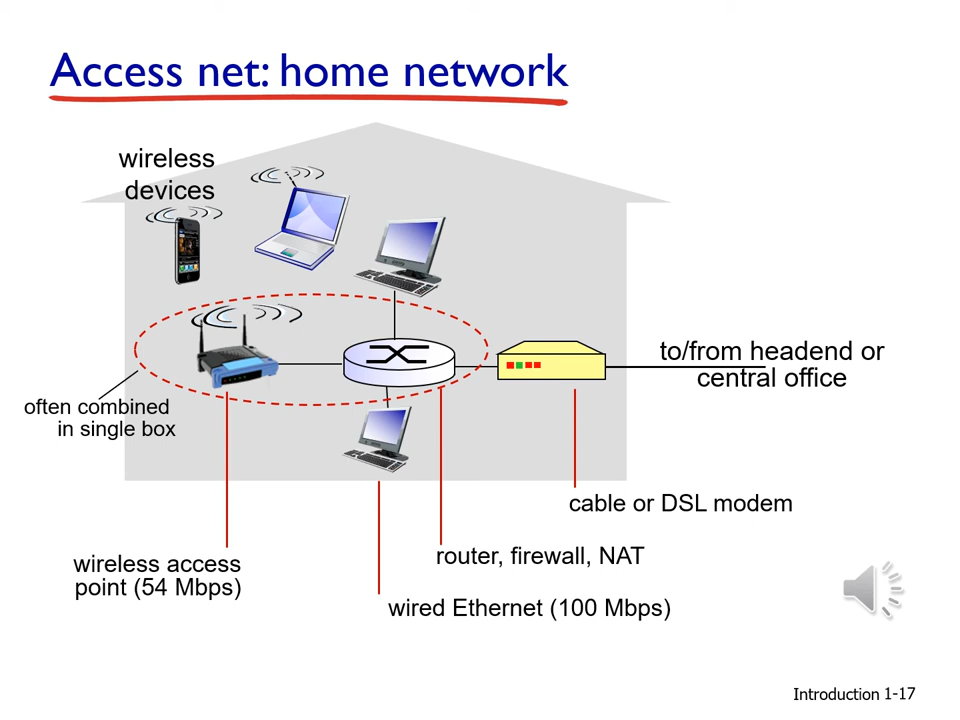 Access net: home network
wireless
devices
to/from headend or
central office
often combined
in single box
cable or DSL modem
router, firewall, NAT
wireless access
point (54 Mbps)
wired Ethernet (100 Mbps)
Introduction 1-17